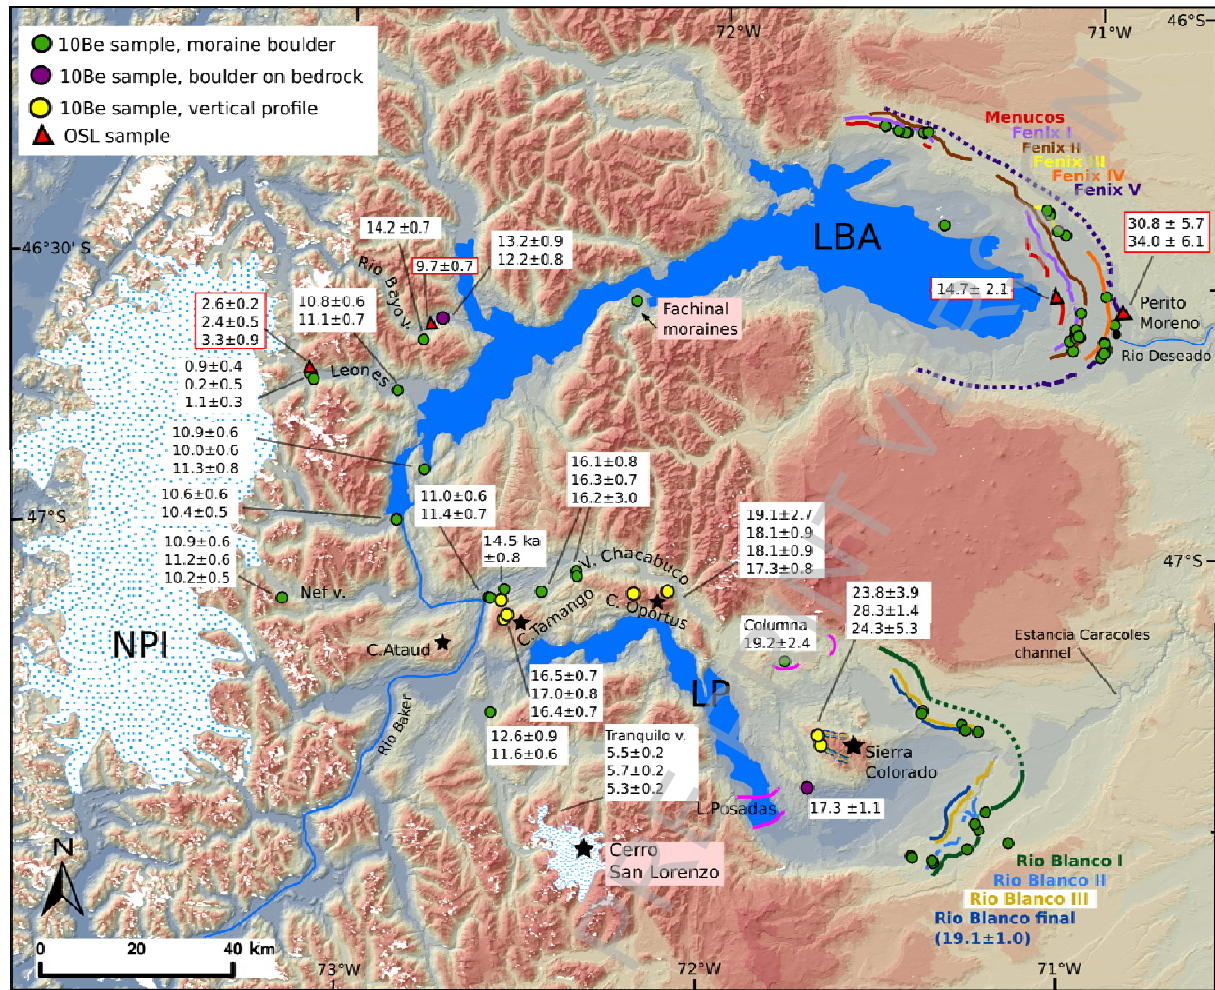 10Be sample, moraine boulder
10Be sample, boulder on bedrock
10Be sample, vertical profile
OSL sample
72°W
71°W
46°S
Menucos
Fenix I
Fenix II
Fenix III
Fenix IV
Fenix V
30.8 ± 5.7
34.0 ± 6.1
LBA
14.2 ±0.7
13.2±0.9
12.2±0.8
9.7±0.7
Rio Beyo V.
46°30' S
14.7± 2.1
Perito
Moreno
Rio Deseado
2.6±0.2
2.4±0.5
3.3±0.9
10.8±0.6
11.1±0.7
Fachinal
moraines
0.9±0.4
0.2±0.5
1.1±0.3
Leones
10.9±0.6
10.0±0.6
11.3±0.8
16.1±0.8
16.3±0.7
16.2±3.0
10.6±0.6
10.4±0.5
11.0±0.6
11.4±0.7
47°S
19.1±2.7
18.1±0.9
18.1±0.9
17.3±0.8
10.9±0.6
11.2±0.6
10.2±0.5
14.5 ka
±0.8
V. Chacabuco
47°S
Nef v.
C. Oportus
C.Tamango
23.8±3.9
28.3±1.4
24.3±5.3
Columna
19.2±2.4
Estancia Caracoles
channel
NPI
C.Ataud
16.5±0.7
17.0±0.8
16.4±0.7
LP
Rio Baker
12.6±0.9
11.6±0.6
Tranquilo v.
5.5±0.2
5.7±0.2
5.3±0.2
Sierra
Colorado
L.Posadas
17.3 ±1.1
N
Cerro
San Lorenzo
Rio Blanco I
Rio Blanco II
Rio Blanco III
Rio Blanco final
(19.1±1.0)
0 20 40 km
73°W
72°W
71°W